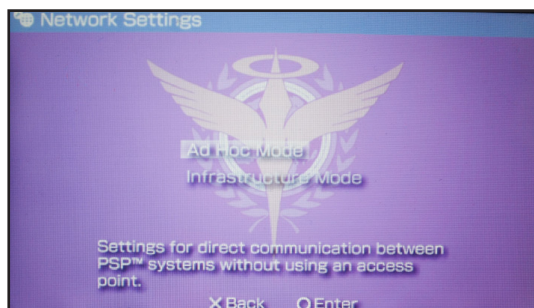 Network Settings
Ad Hoc Mode
Infrastructure Mode
Settings for direct communication between
PSP™ systems without using an access
point.
X Back O Enter